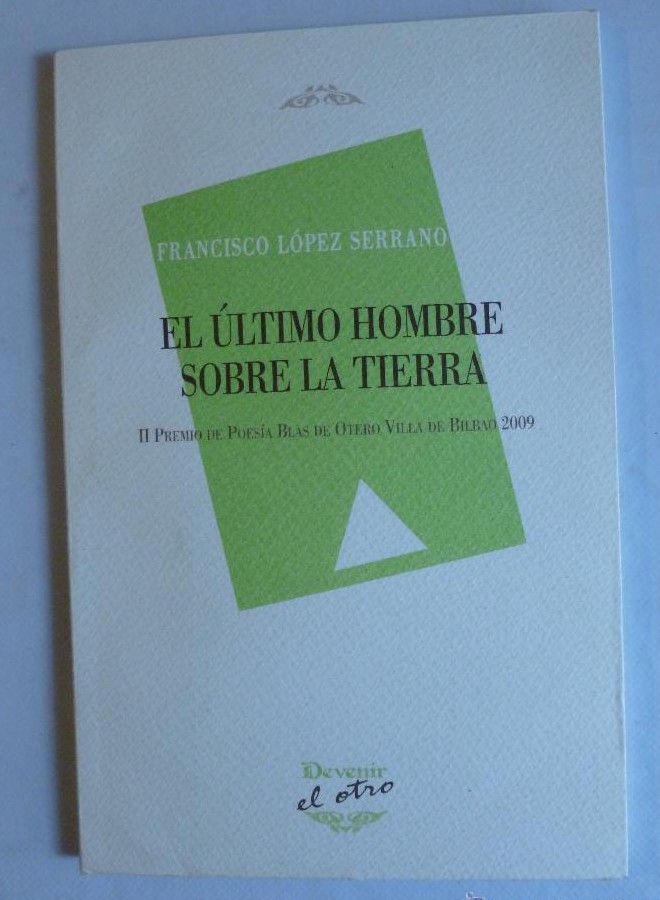 FRANCISCO LÓPEZ SERRANO
EL ÚLTIMO HOMBRE
SOBRE LA TIERRA
II PREMIO DE POESÍA BLAS DE OTERO VILLA DE BILBAO 2009
Devenir
el otro